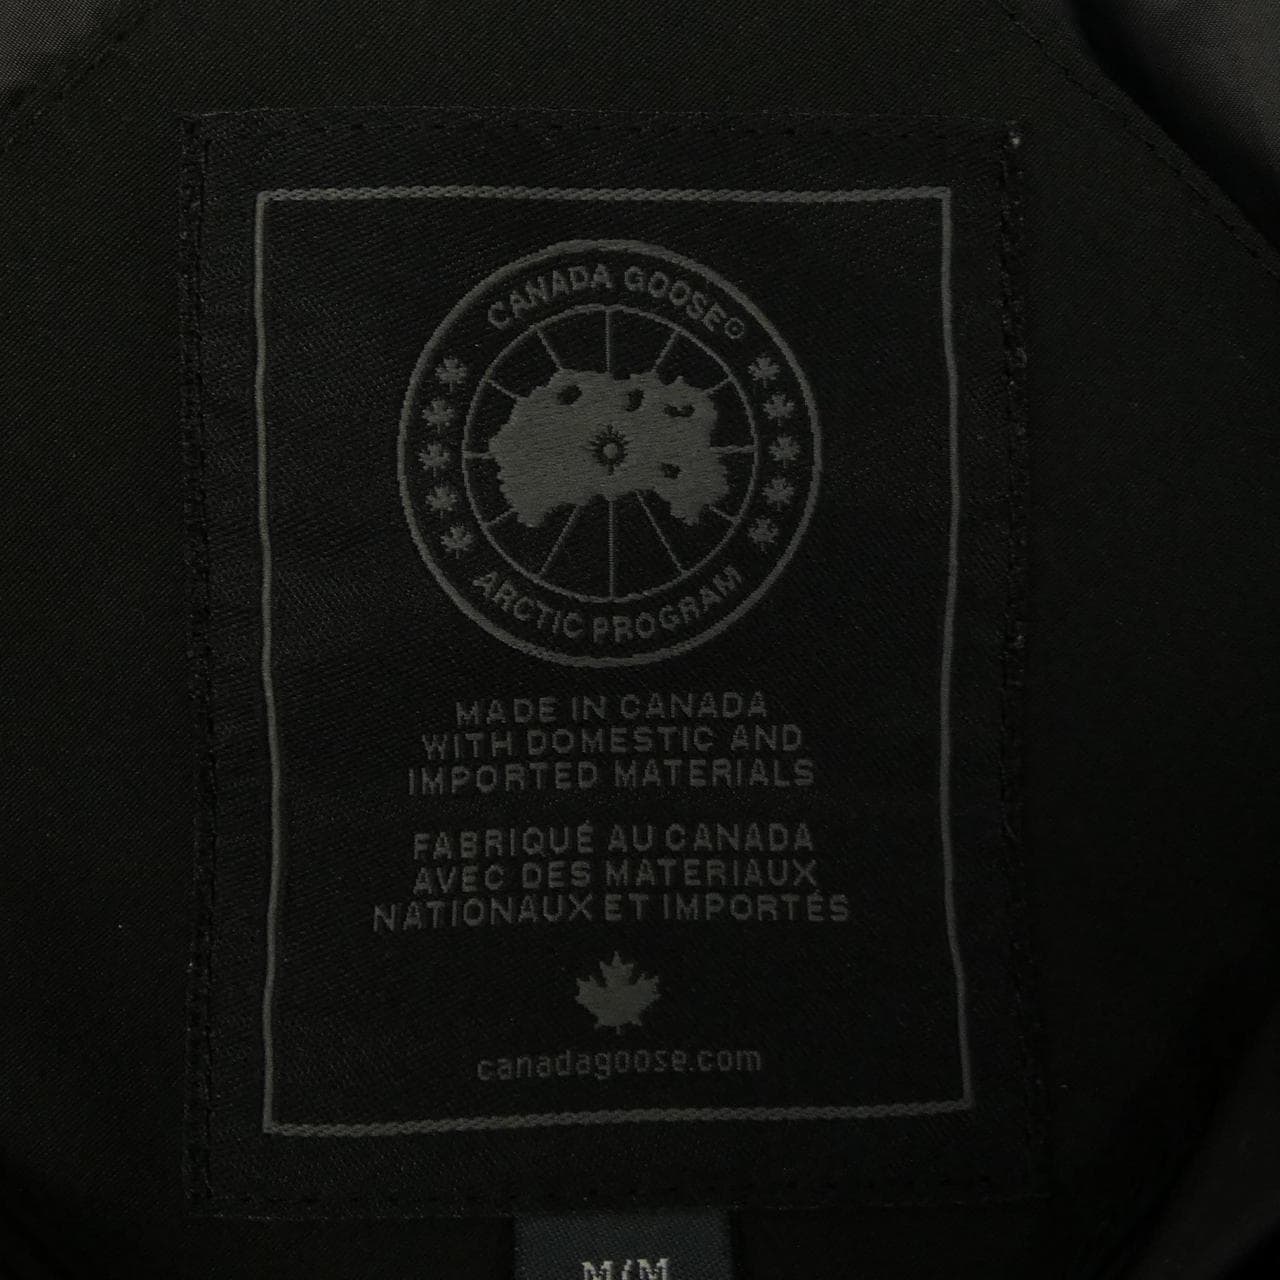 CANADA GOOSE®
ARCTIC PROGRAM
MADE IN CANADA
WITH DOMESTIC AND
IMPORTED MATERIALS
FABRIQUÉ AU CANADA
AVEC DES MATERIAUX
NATIONAUX ET IMPORTÉS
canadagoose.com
M/M